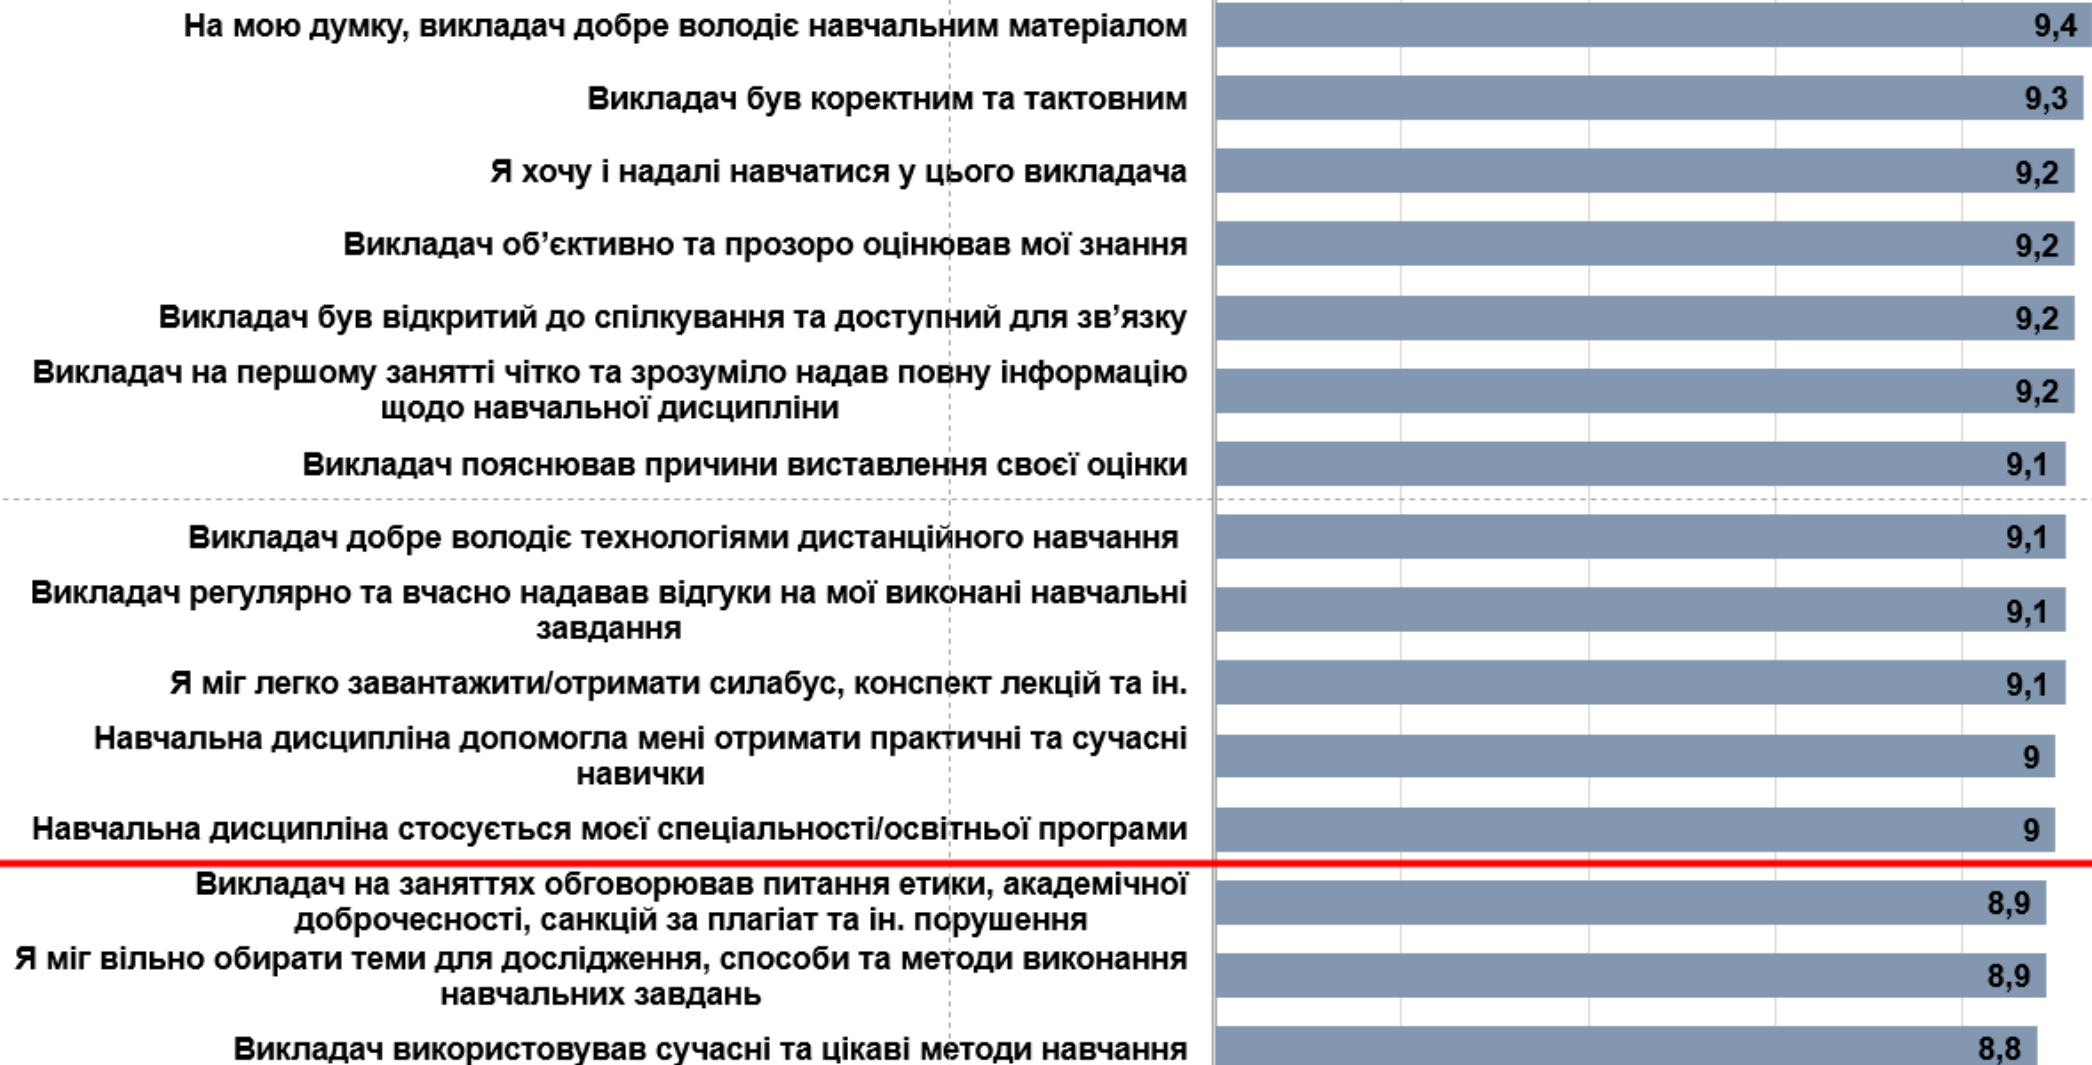 На мою думку, викладач добре володіє навчальним матеріалом 9,4
Викладач був коректним та тактовним 9,3
Я хочу і надалі навчатися у цього викладача 9,2
Викладач об’єктивно та прозоро оцінював мої знання 9,2
Викладач був відкритий до спілкування та доступний для зв’язку 9,2
Викладач на першому занятті чітко та зрозуміло надав повну інформацію
щодо навчальної дисципліни 9,2
Викладач пояснював причини виставлення своєї оцінки 9,1
Викладач добре володіє технологіями дистанційного навчання 9,1
Викладач регулярно та вчасно надавав відгуки на мої виконані навчальні
завдання 9,1
Я міг легко завантажити/отримати силабус, конспект лекцій та ін. 9,1
Навчальна дисципліна допомогла мені отримати практичні та сучасні
навички 9
Навчальна дисципліна стосується моєї спеціальності/освітньої програми 9
Викладач на заняттях обговорював питання етики, академічної
доброчесності, санкцій за плагіат та ін. порушення 8,9
Я міг вільно обирати теми для дослідження, способи та методи виконання
навчальних завдань 8,9
Викладач використовував сучасні та цікаві методи навчання 8,8